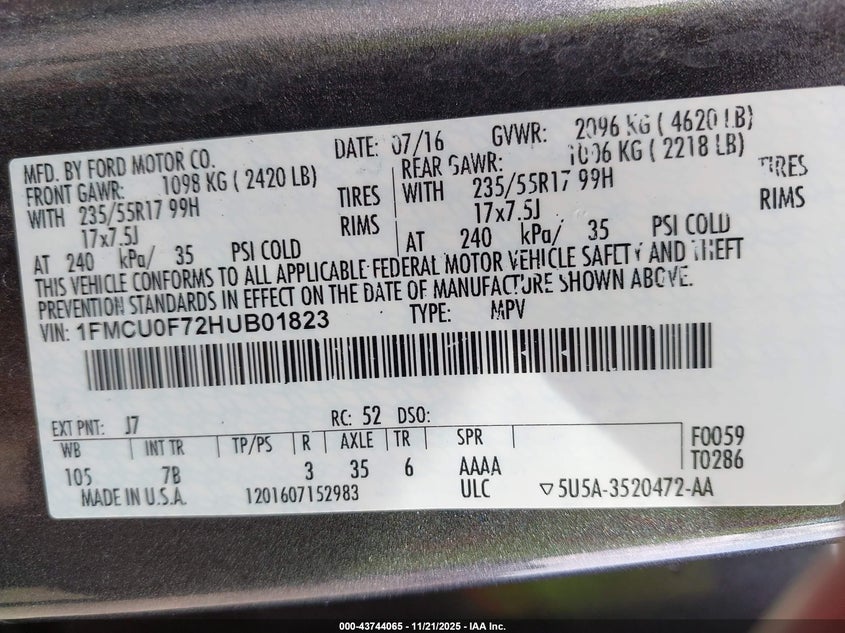 MFD. BY FORD MOTOR CO. DATE: 07/16 GVWR: 2096 KG ( 4620 LB)
FRONT GAWR: 1098 KG ( 2420 LB) REAR GAWR: 1006 KG ( 2218 LB)
WITH 235/55R17 99H TIRES WITH 235/55R17 99H TIRES
17x7.5J RIMS 17x7.5J RIMS
AT 240 kPa/ 35 PSI COLD AT 240 kPa/ 35 PSI COLD
THIS VEHICLE CONFORMS TO ALL APPLICABLE FEDERAL MOTOR VEHICLE SAFETY AND THEFT
PREVENTION STANDARDS IN EFFECT ON THE DATE OF MANUFACTURE SHOWN ABOVE.
VIN: 1FMCU0F72HUB01823 TYPE: MPV
EXT PNT: J7 RC: 52 DSO:
WB INT TR TP/PS R AXLE TR SPR F0059
105 7B 3 35 6 AAAA T0286
MADE IN U.S.A. 1201607152983 ULC ▽5U5A-3520472-AA
000-43744065 - 11/21/2025 - IAA Inc.